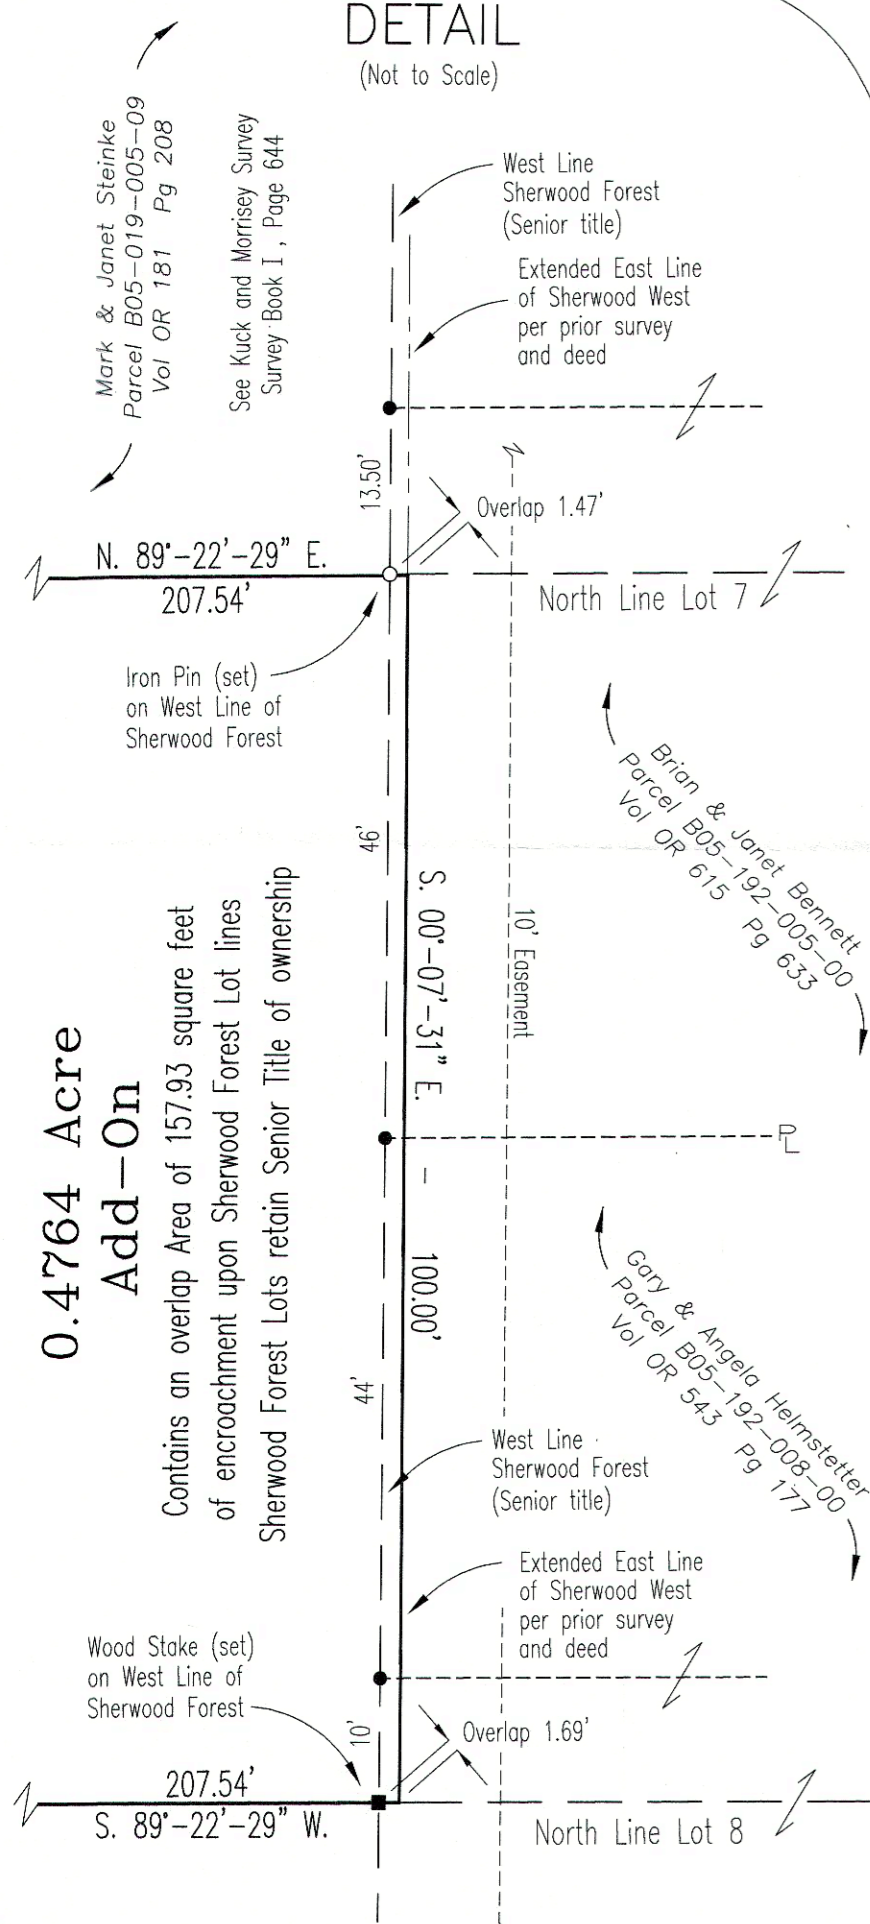 DETAIL
(Not to Scale)
Mark & Janet Steinke
Parcel B05-019-005-09
Vol OR 181 Pg 208
See Kuck and Morrisey Survey
Survey Book I, Page 644
West Line
Sherwood Forest
(Senior title)
Extended East Line
of Sherwood West
per prior survey
and deed
13.50'
Overlap 1.47'
N. 89°-22'-29" E.
207.54'
North Line Lot 7
Iron Pin (set)
on West Line of
Sherwood Forest
Brian & Janet Bennett
Parcel B05-192-005-00
Vol OR 615 Pg 633
46'
S. 00°-07'-31" E. - 100.00'
10' Easement
0.4764 Acre
Add-On
Contains an overlap Area of 157.93 square feet
of encroachment upon Sherwood Forest Lot lines
Sherwood Forest Lots retain Senior Title of ownership
PL
Gary & Angela Helmstetter
Parcel B05-192-008-00
Vol OR 543 Pg 177
44'
West Line
Sherwood Forest
(Senior title)
Extended East Line
of Sherwood West
per prior survey
and deed
Wood Stake (set)
on West Line of
Sherwood Forest
10'
Overlap 1.69'
207.54'
S. 89°-22'-29" W.
North Line Lot 8